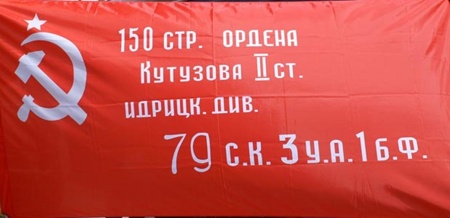 150 СТР. ОРДЕНА
КУТУЗОВА II СТ.
ИДРИЦК. ДИВ.
79 С.К. 3 У.А. 1 Б.Ф.